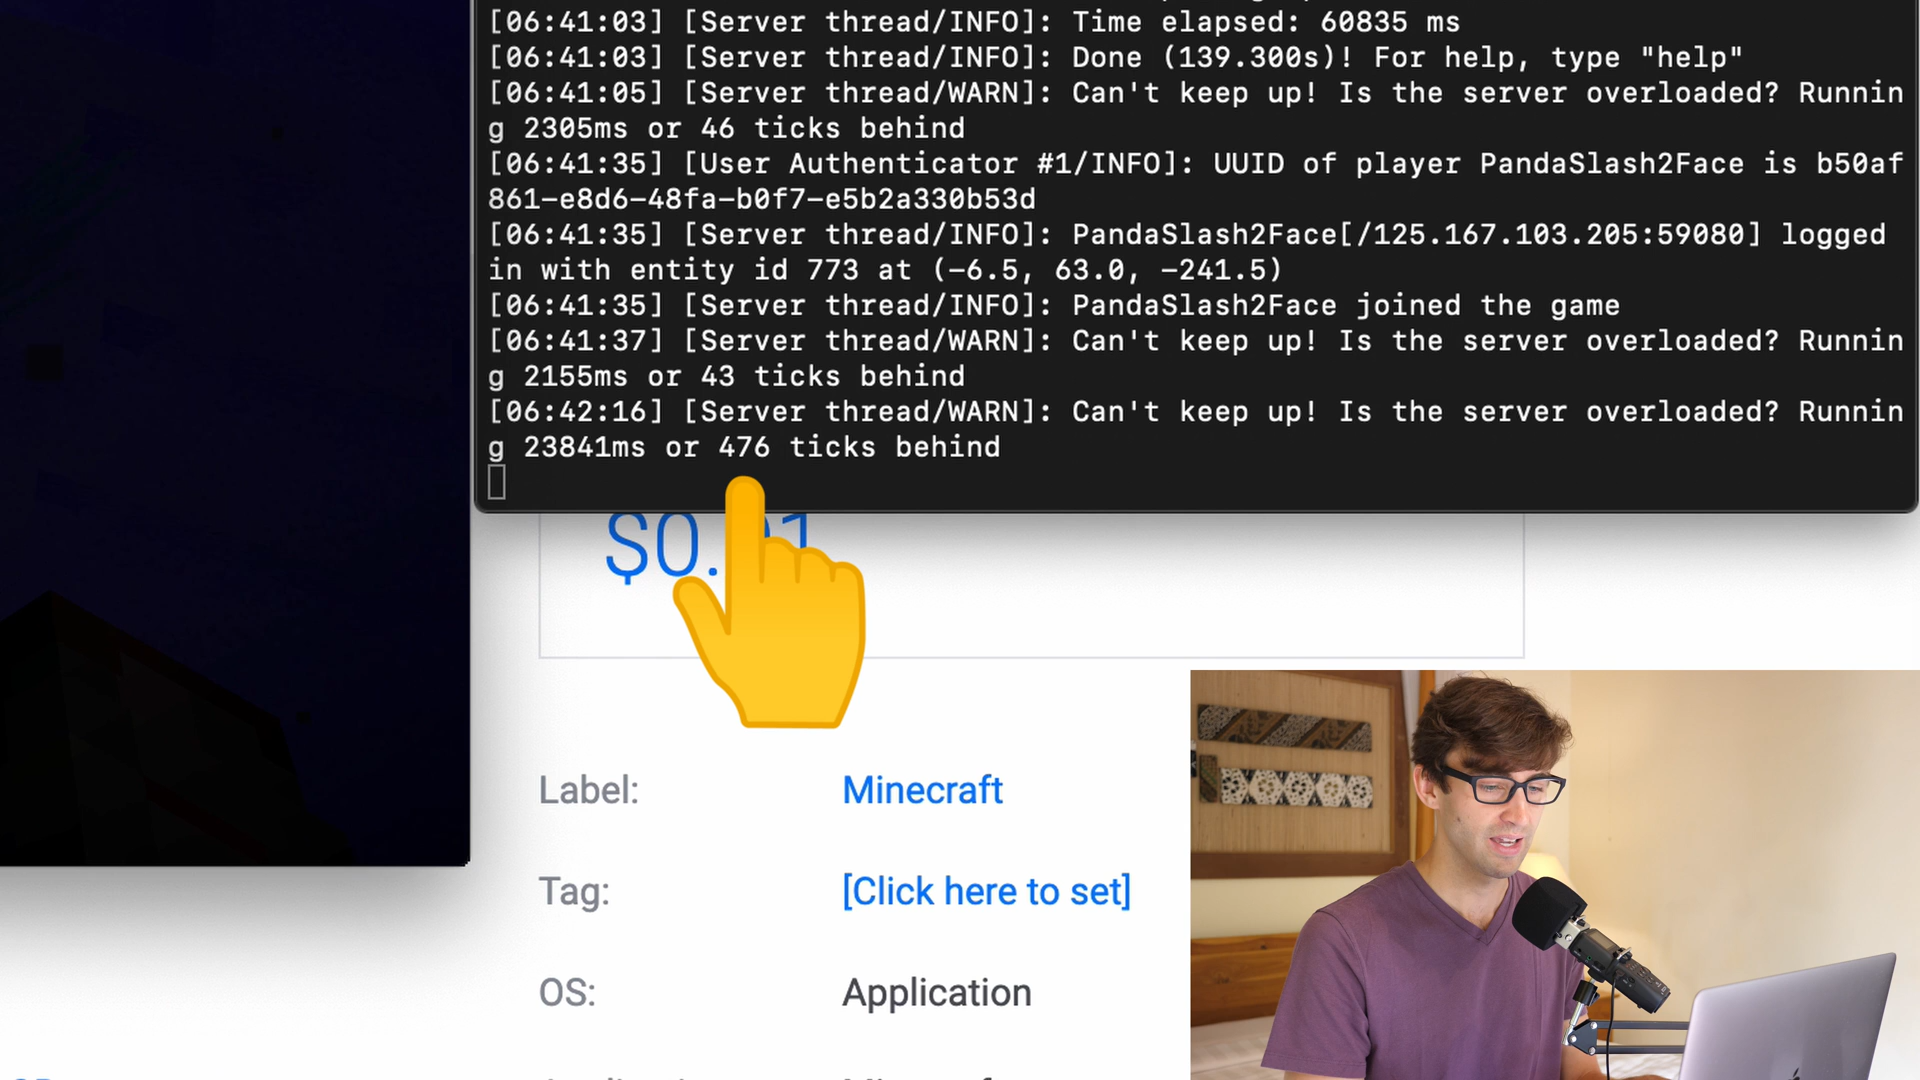 [06:41:03] [Server thread/INFO]: Time elapsed: 60835 ms
[06:41:03] [Server thread/INFO]: Done (139.300s)! For help, type "help"
[06:41:05] [Server thread/WARN]: Can't keep up! Is the server overloaded? Runnin
g 2305ms or 46 ticks behind
[06:41:35] [User Authenticator #1/INFO]: UUID of player PandaSlash2Face is b50af
861-e8d6-48fa-b0f7-e5b2a330b53d
[06:41:35] [Server thread/INFO]: PandaSlash2Face[/125.167.103.205:59080] logged
in with entity id 773 at (-6.5, 63.0, -241.5)
[06:41:35] [Server thread/INFO]: PandaSlash2Face joined the game
[06:41:37] [Server thread/WARN]: Can't keep up! Is the server overloaded? Runnin
g 2155ms or 43 ticks behind
[06:42:16] [Server thread/WARN]: Can't keep up! Is the server overloaded? Runnin
g 23841ms or 476 ticks behind
Label: Minecraft
Tag: [Click here to set]
OS: Application